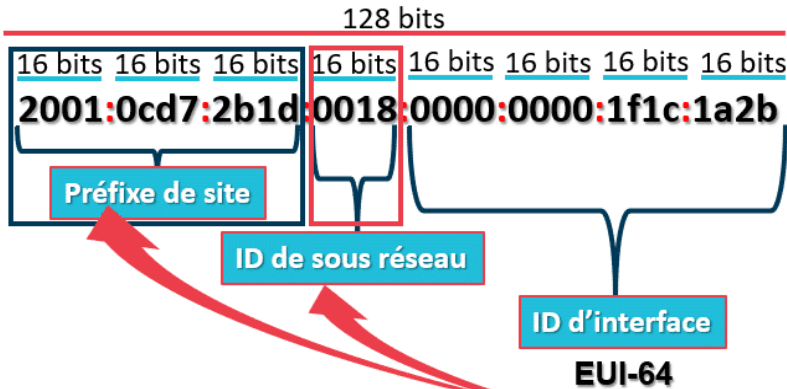 128 bits
16 bits 16 bits 16 bits 16 bits 16 bits 16 bits 16 bits 16 bits
2001:0cd7:2b1d:0018:0000:0000:1f1c:1a2b
Préfixe de site
ID de sous réseau
ID d’interface
EUI-64